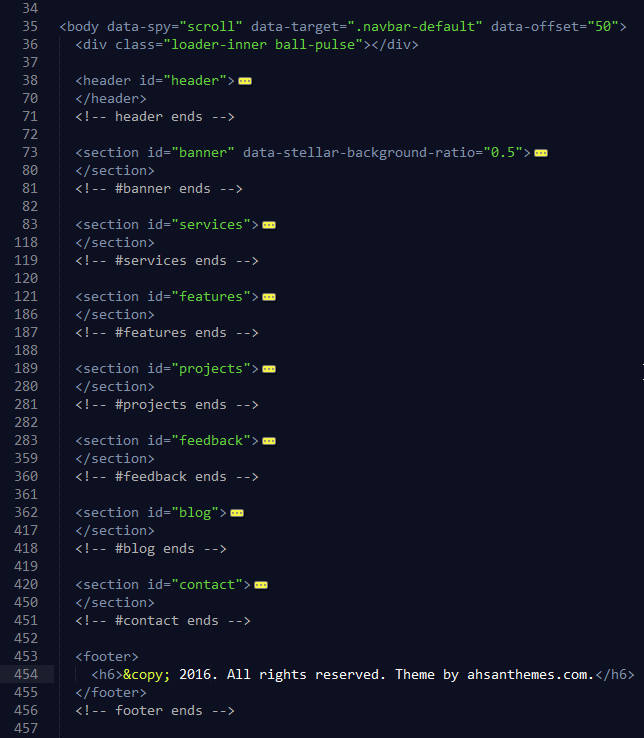 34
35 <body data-spy="scroll" data-target=".navbar-default" data-offset="50">
36 <div class="loader-inner ball-pulse"></div>
37
38 <header id="header">
70 </header>
71 <!-- header ends -->
72
73 <section id="banner" data-stellar-background-ratio="0.5">
80 </section>
81 <!-- #banner ends -->
82
83 <section id="services">
118 </section>
119 <!-- #services ends -->
120
121 <section id="features">
186 </section>
187 <!-- #features ends -->
188
189 <section id="projects">
280 </section>
281 <!-- #projects ends -->
282
283 <section id="feedback">
359 </section>
360 <!-- #feedback ends -->
361
362 <section id="blog">
417 </section>
418 <!-- #blog ends -->
419
420 <section id="contact">
450 </section>
451 <!-- #contact ends -->
452
453 <footer>
454 <h6>&copy; 2016. All rights reserved. Theme by ahsanthemes.com.</h6>
455 </footer>
456 <!-- footer ends -->
457